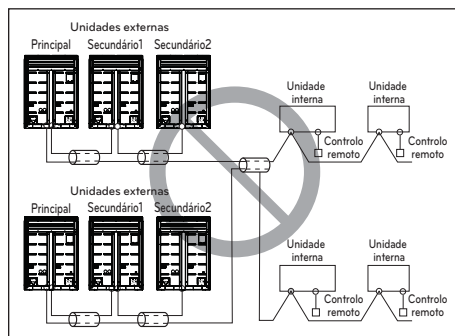 Unidades externas
Principal Secundário1 Secundário2
Unidade interna
Unidade interna
Controlo remoto
Controlo remoto
Unidades externas
Principal Secundário1 Secundário2
Unidade interna
Unidade interna
Controlo remoto
Controlo remoto